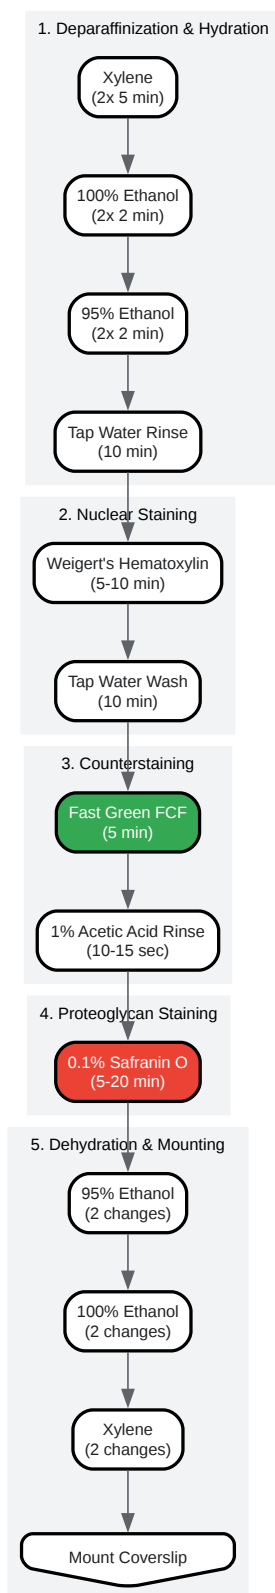 1. Deparaffinization & Hydration
Xylene
(2x 5 min)
100% Ethanol
(2x 2 min)
95% Ethanol
(2x 2 min)
Tap Water Rinse
(10 min)
2. Nuclear Staining
Weigert's Hematoxylin
(5-10 min)
Tap Water Wash
(10 min)
3. Counterstaining
Fast Green FCF
(5 min)
1% Acetic Acid Rinse
(10-15 sec)
4. Proteoglycan Staining
0.1% Safranin O
(5-20 min)
5. Dehydration & Mounting
95% Ethanol
(2 changes)
100% Ethanol
(2 changes)
Xylene
(2 changes)
Mount Coverslip